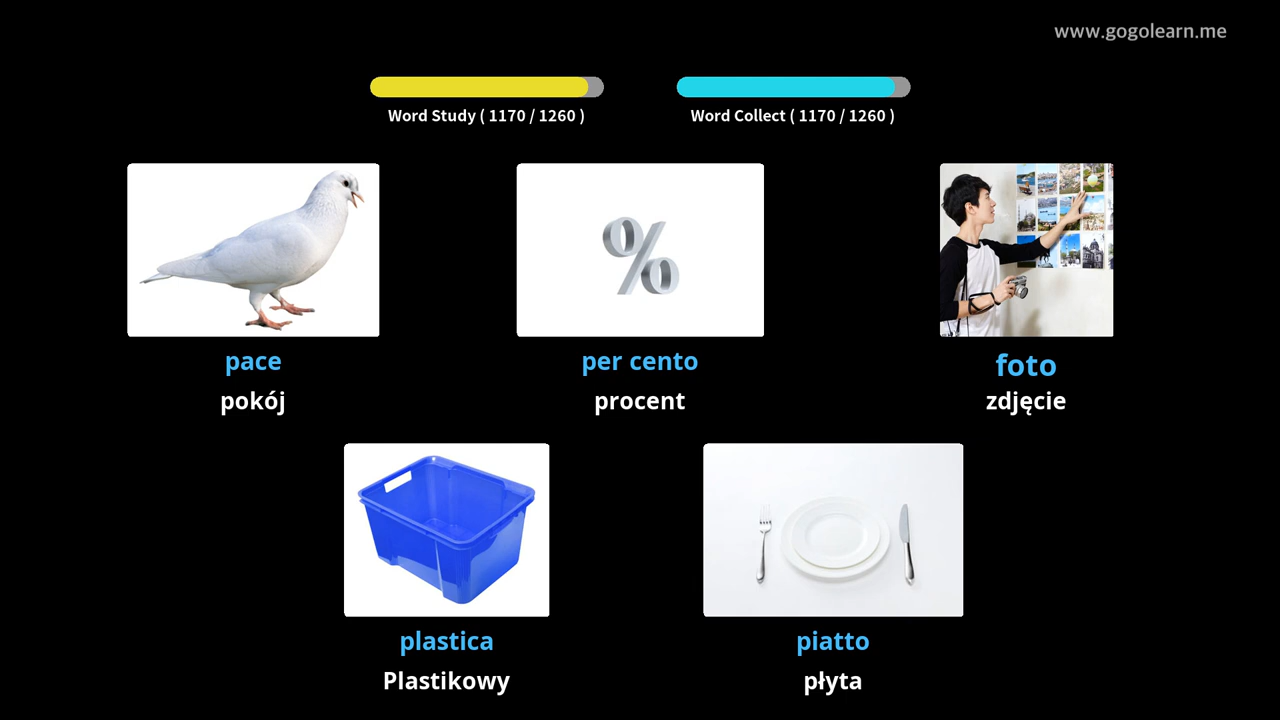 www.gogolearn.me
Word Study ( 1170 / 1260 )
Word Collect ( 1170 / 1260 )
%
pace
per cento
foto
pokój
procent
zdjęcie
plastica
piatto
Plastikowy
płyta